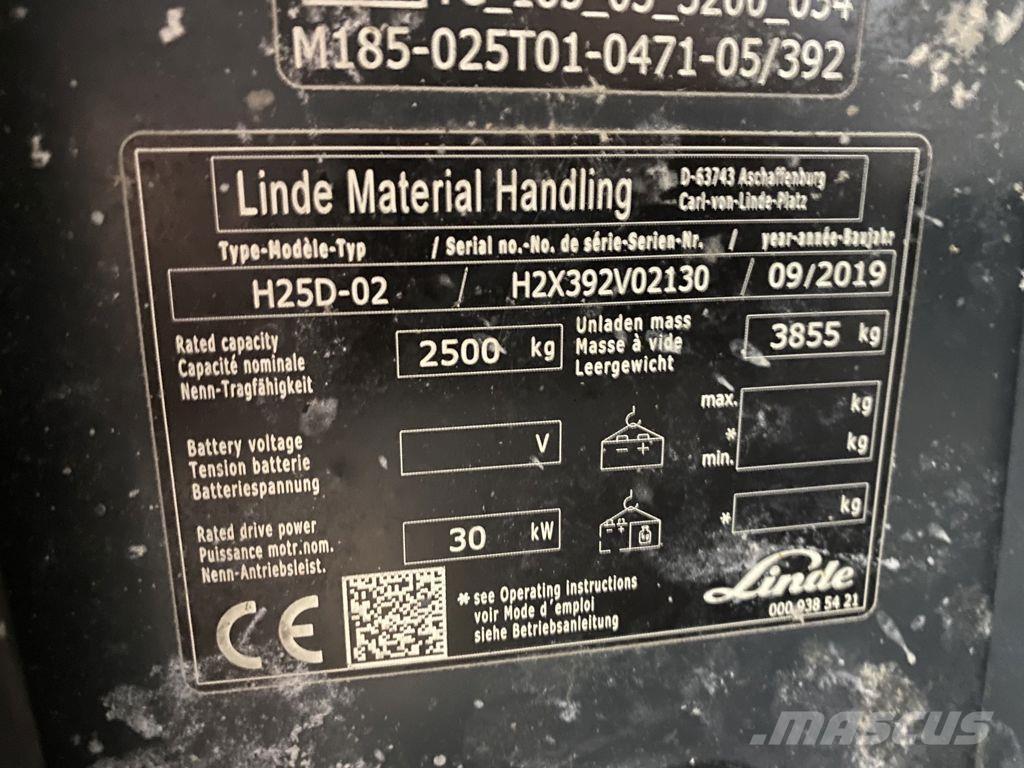 M185-025T01-0471-05/392
Linde Material Handling
D-63743 Aschaffenburg
Carl-von-Linde-Platz
Type-Modèle-Typ / Serial no.-No. de série-Serien-Nr. / year-année-Baujahr
H25D-02 / H2X392V02130 / 09/2019
Rated capacity
Capacité nominale
Nenn-Tragfähigkeit
2500 kg
Unladen mass
Masse à vide
Leergewicht
3855 kg
Battery voltage
Tension batterie
Batteriespannung
V
max. kg
* kg
min.
Rated drive power
Puissance motr.nom.
Nenn-Antriebsleist.
30 kW
* kg
CE
* see Operating instructions
voir Mode d'emploi
siehe Betriebsanleitung
Linde
000 938 54 21
MASCUS